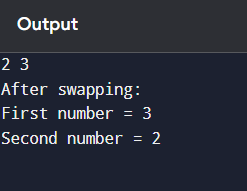 Output
2 3
After swapping:
First number = 3
Second number = 2